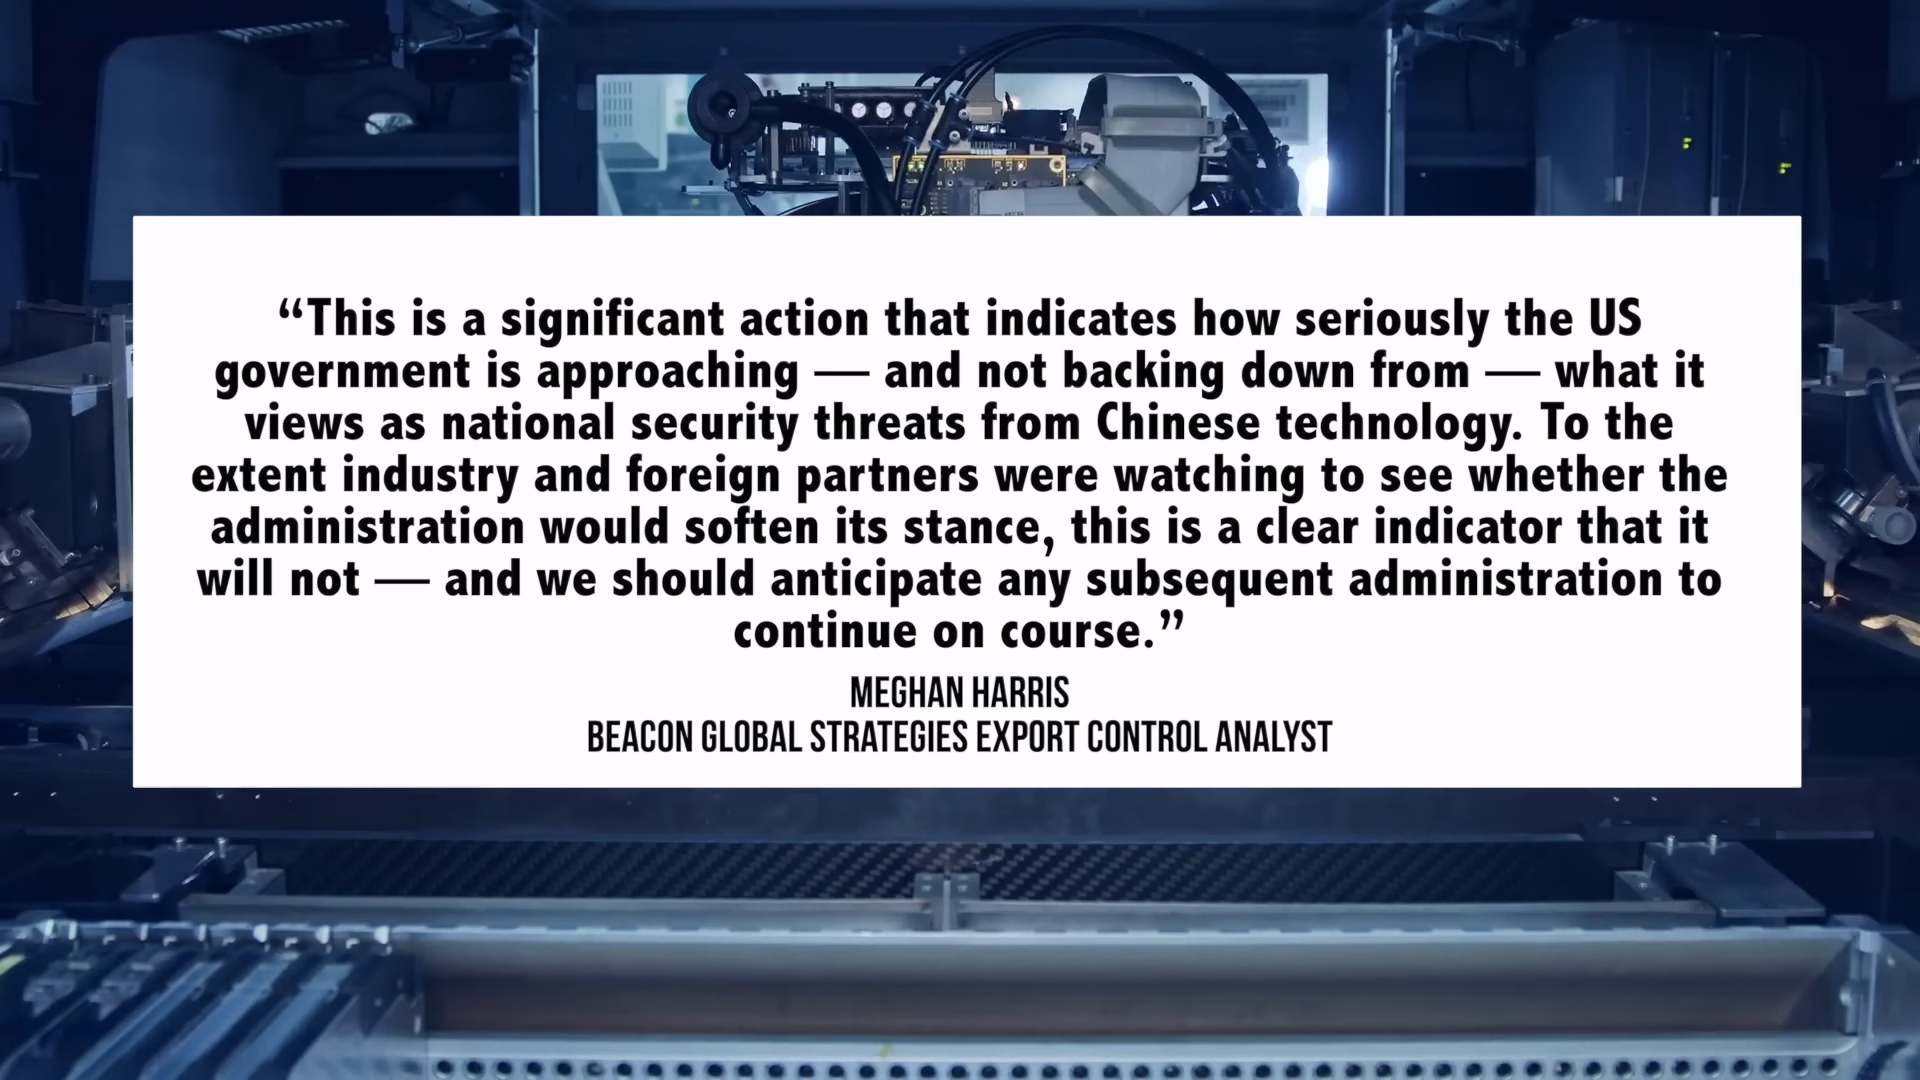 “This is a significant action that indicates how seriously the US
government is approaching — and not backing down from — what it
views as national security threats from Chinese technology. To the
extent industry and foreign partners were watching to see whether the
administration would soften its stance, this is a clear indicator that it
will not — and we should anticipate any subsequent administration to
continue on course.”
MEGHAN HARRIS
BEACON GLOBAL STRATEGIES EXPORT CONTROL ANALYST